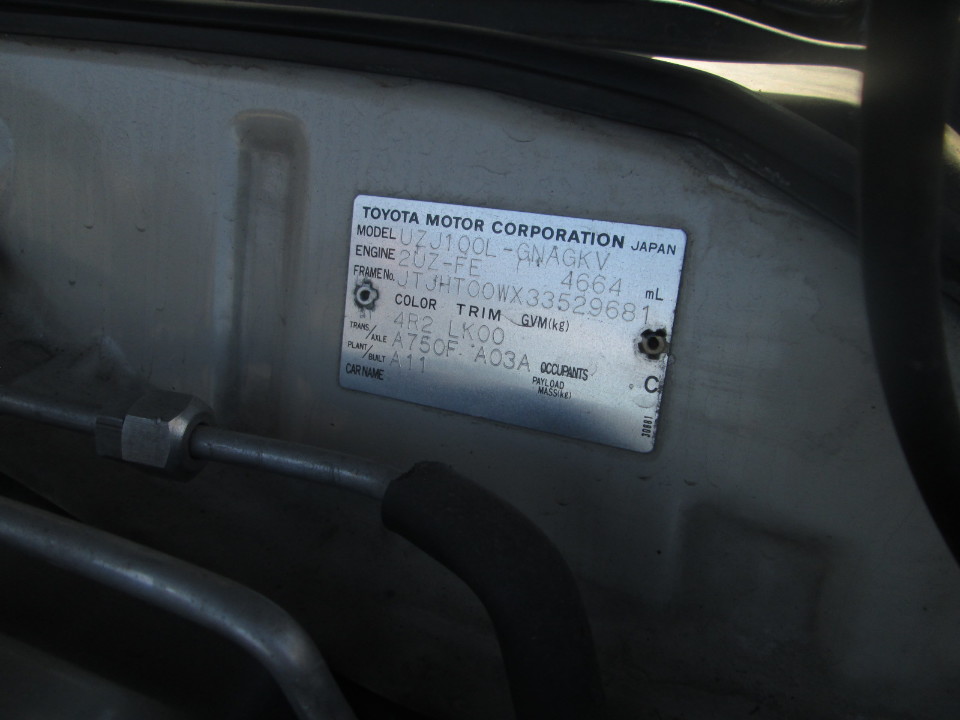 TOYOTA MOTOR CORPORATION JAPAN
MODEL UZJ100L-GNAGKV
ENGINE 2UZ-FE 4664 mL
FRAME No. JTJHT00WX33529681
COLOR TRIM GVM(kg)
4R2 LK00
TRANS/AXLE A750F A03A OCCUPANTS
PLANT/BUILT A11 PAYLOAD MASS(kg) C
CAR NAME